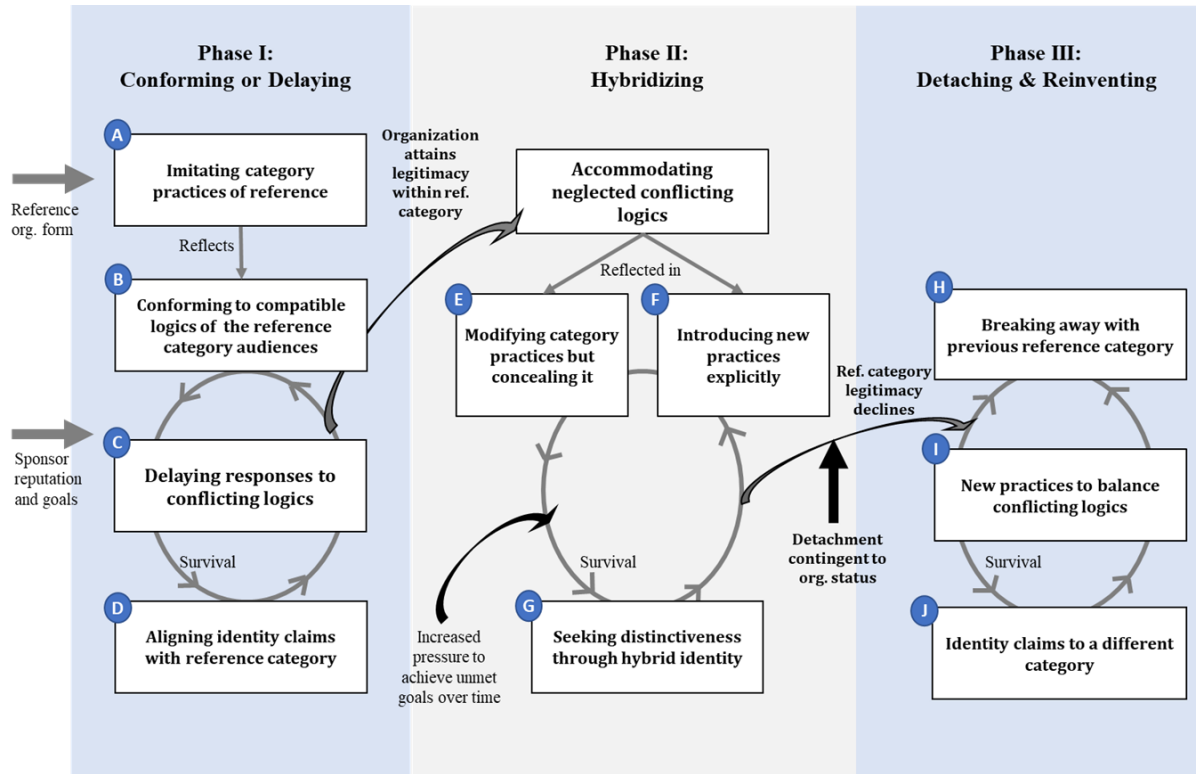 Phase I:
Conforming or Delaying
Phase II:
Hybridizing
Phase III:
Detaching & Reinventing
Reference
org. form
Sponsor
reputation
and goals
A
Imitating category
practices of reference
Reflects
B
Conforming to compatible
logics of the reference
category audiences
C
Delaying responses to
conflicting logics
Survival
D
Aligning identity claims
with reference category
Organization
attains
legitimacy
within ref.
category
Accommodating
neglected conflicting
logics
Reflected in
E
Modifying category
practices but
concealing it
F
Introducing new
practices
explicitly
Survival
G
Seeking distinctiveness
through hybrid identity
Increased
pressure to
achieve unmet
goals over time
Ref. category
legitimacy
declines
Detachment
contingent to
org. status
H
Breaking away with
previous reference category
I
New practices to balance
conflicting logics
Survival
J
Identity claims to a different
category